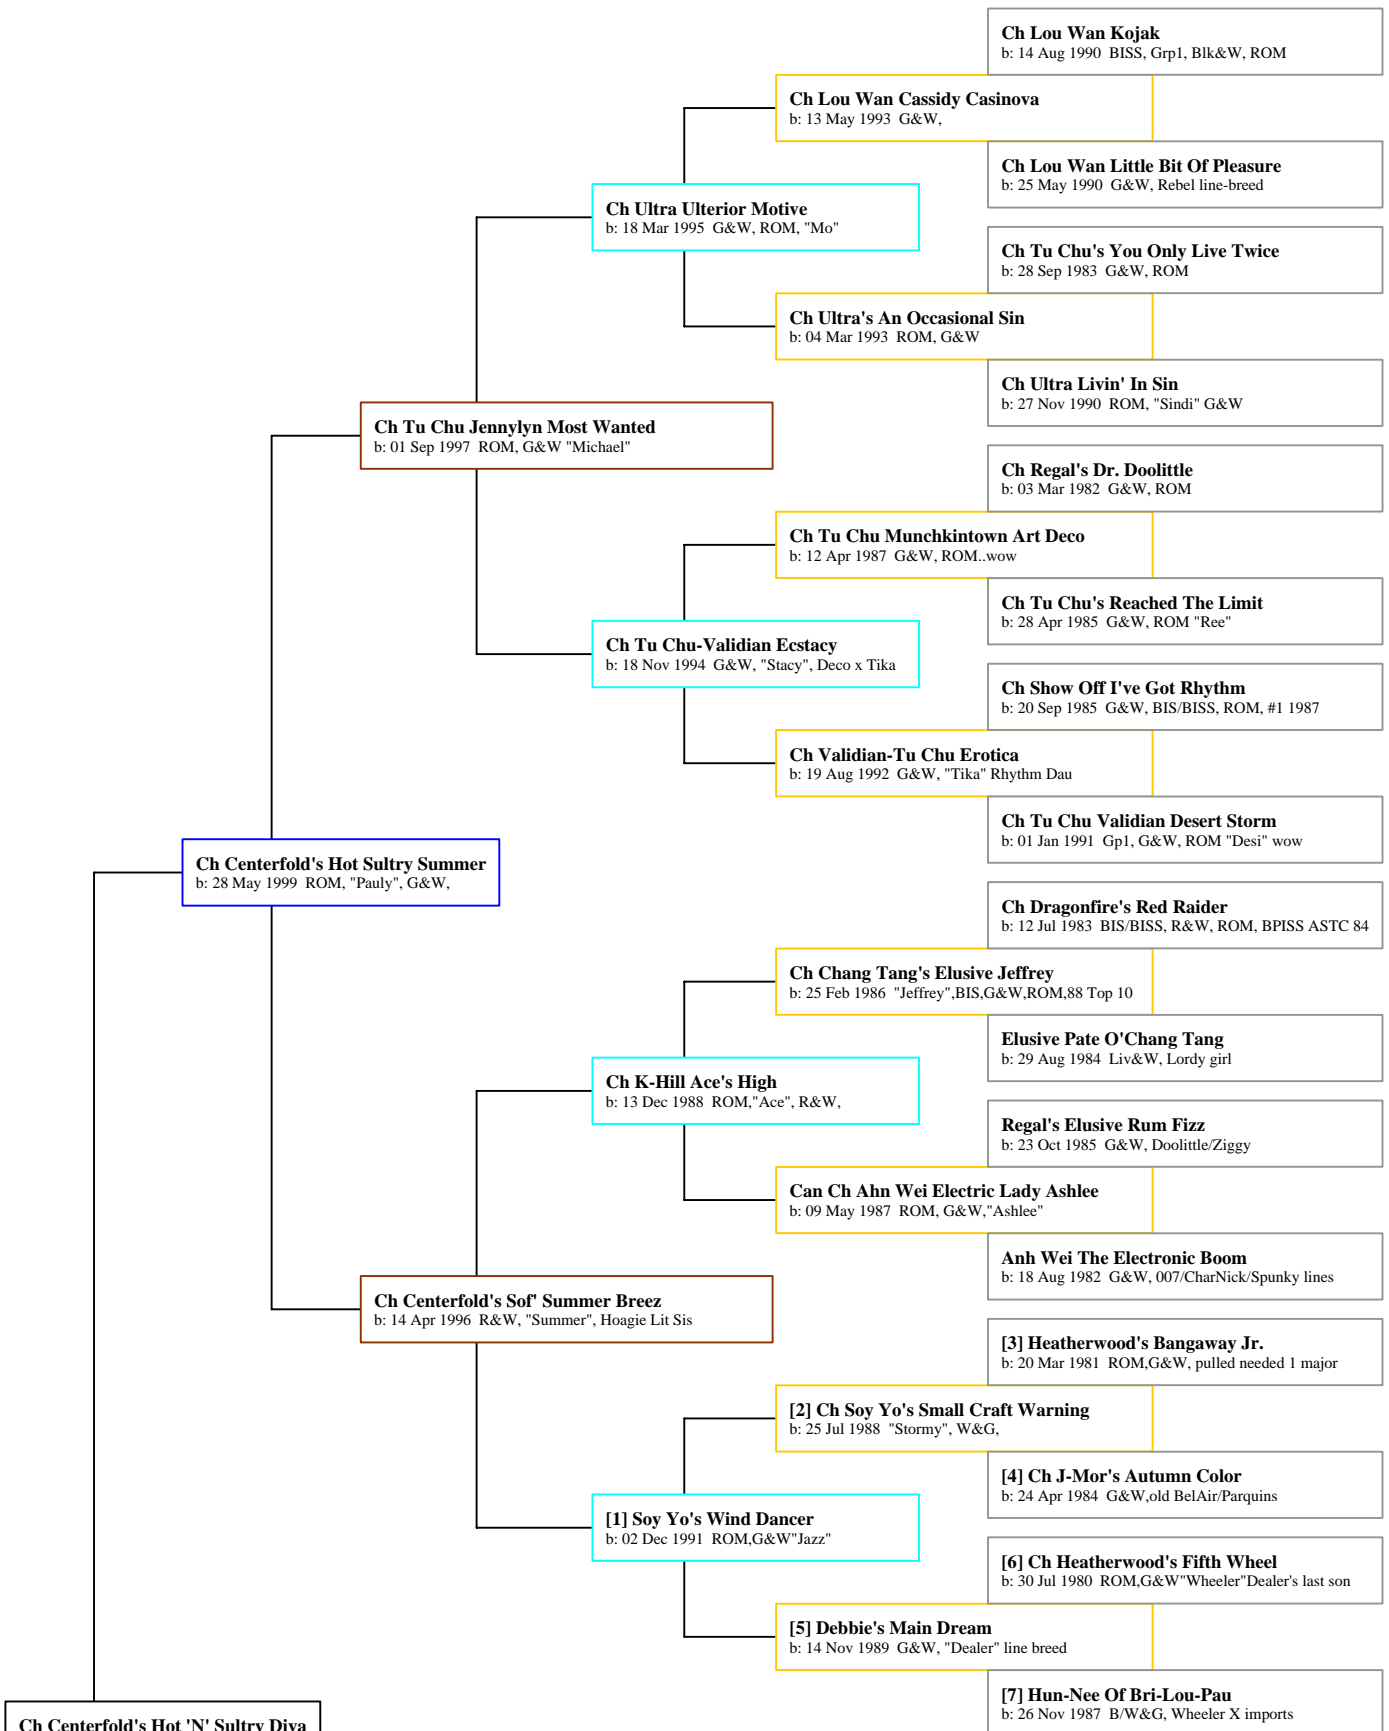 Ch Lou Wan Kojak
b: 14 Aug 1990  BISS, Grp1, Blk&W, ROM
Ch Lou Wan Cassidy Casinova
b: 13 May 1993  G&W,
Ch Lou Wan Little Bit Of Pleasure
b: 25 May 1990  G&W, Rebel line-breed
Ch Ultra Ulterior Motive
b: 18 Mar 1995  G&W, ROM, "Mo"
Ch Tu Chu's You Only Live Twice
b: 28 Sep 1983  G&W, ROM
Ch Ultra's An Occasional Sin
b: 04 Mar 1993  ROM, G&W
Ch Ultra Livin' In Sin
b: 27 Nov 1990  ROM, "Sindi" G&W
Ch Tu Chu Jennylyn Most Wanted
b: 01 Sep 1997  ROM, G&W "Michael"
Ch Regal's Dr. Doolittle
b: 03 Mar 1982  G&W, ROM
Ch Tu Chu Munchkintown Art Deco
b: 12 Apr 1987  G&W, ROM..wow
Ch Tu Chu's Reached The Limit
b: 28 Apr 1985  G&W, ROM "Ree"
Ch Tu Chu-Validian Ecstacy
b: 18 Nov 1994  G&W, "Stacy", Deco x Tika
Ch Show Off I've Got Rhythm
b: 20 Sep 1985  G&W, BIS/BISS, ROM, #1 1987
Ch Validian-Tu Chu Erotica
b: 19 Aug 1992  G&W, "Tika" Rhythm Dau
Ch Tu Chu Validian Desert Storm
b: 01 Jan 1991  Gp1, G&W, ROM "Desi" wow
Ch Centerfold's Hot Sultry Summer
b: 28 May 1999  ROM, "Pauly", G&W,
Ch Dragonfire's Red Raider
b: 12 Jul 1983  BIS/BISS, R&W, ROM, BPISS ASTC 84
Ch Chang Tang's Elusive Jeffrey
b: 25 Feb 1986  "Jeffrey",BIS,G&W,ROM,88 Top 10
Elusive Pate O'Chang Tang
b: 29 Aug 1984  Liv&W, Lordy girl
Ch K-Hill Ace's High
b: 13 Dec 1988  ROM,"Ace", R&W,
Regal's Elusive Rum Fizz
b: 23 Oct 1985  G&W, Doolittle/Ziggy
Can Ch Ahn Wei Electric Lady Ashlee
b: 09 May 1987  ROM, G&W,"Ashlee"
Anh Wei The Electronic Boom
b: 18 Aug 1982  G&W, 007/CharNick/Spunky lines
Ch Centerfold's Sof' Summer Breez
b: 14 Apr 1996  R&W, "Summer", Hoagie Lit Sis
[3] Heatherwood's Bangaway Jr.
b: 20 Mar 1981  ROM,G&W, pulled needed 1 major
[2] Ch Soy Yo's Small Craft Warning
b: 25 Jul 1988  "Stormy", W&G,
[4] Ch J-Mor's Autumn Color
b: 24 Apr 1984  G&W,old BelAir/Parquins
[1] Soy Yo's Wind Dancer
b: 02 Dec 1991  ROM,G&W"Jazz"
[6] Ch Heatherwood's Fifth Wheel
b: 30 Jul 1980  ROM,G&W"Wheeler"Dealer's last son
[5] Debbie's Main Dream
b: 14 Nov 1989  G&W, "Dealer" line breed
[7] Hun-Nee Of Bri-Lou-Pau
b: 26 Nov 1987  B/W&G, Wheeler X imports
Ch Centerfold's Hot 'N' Sultry Diva